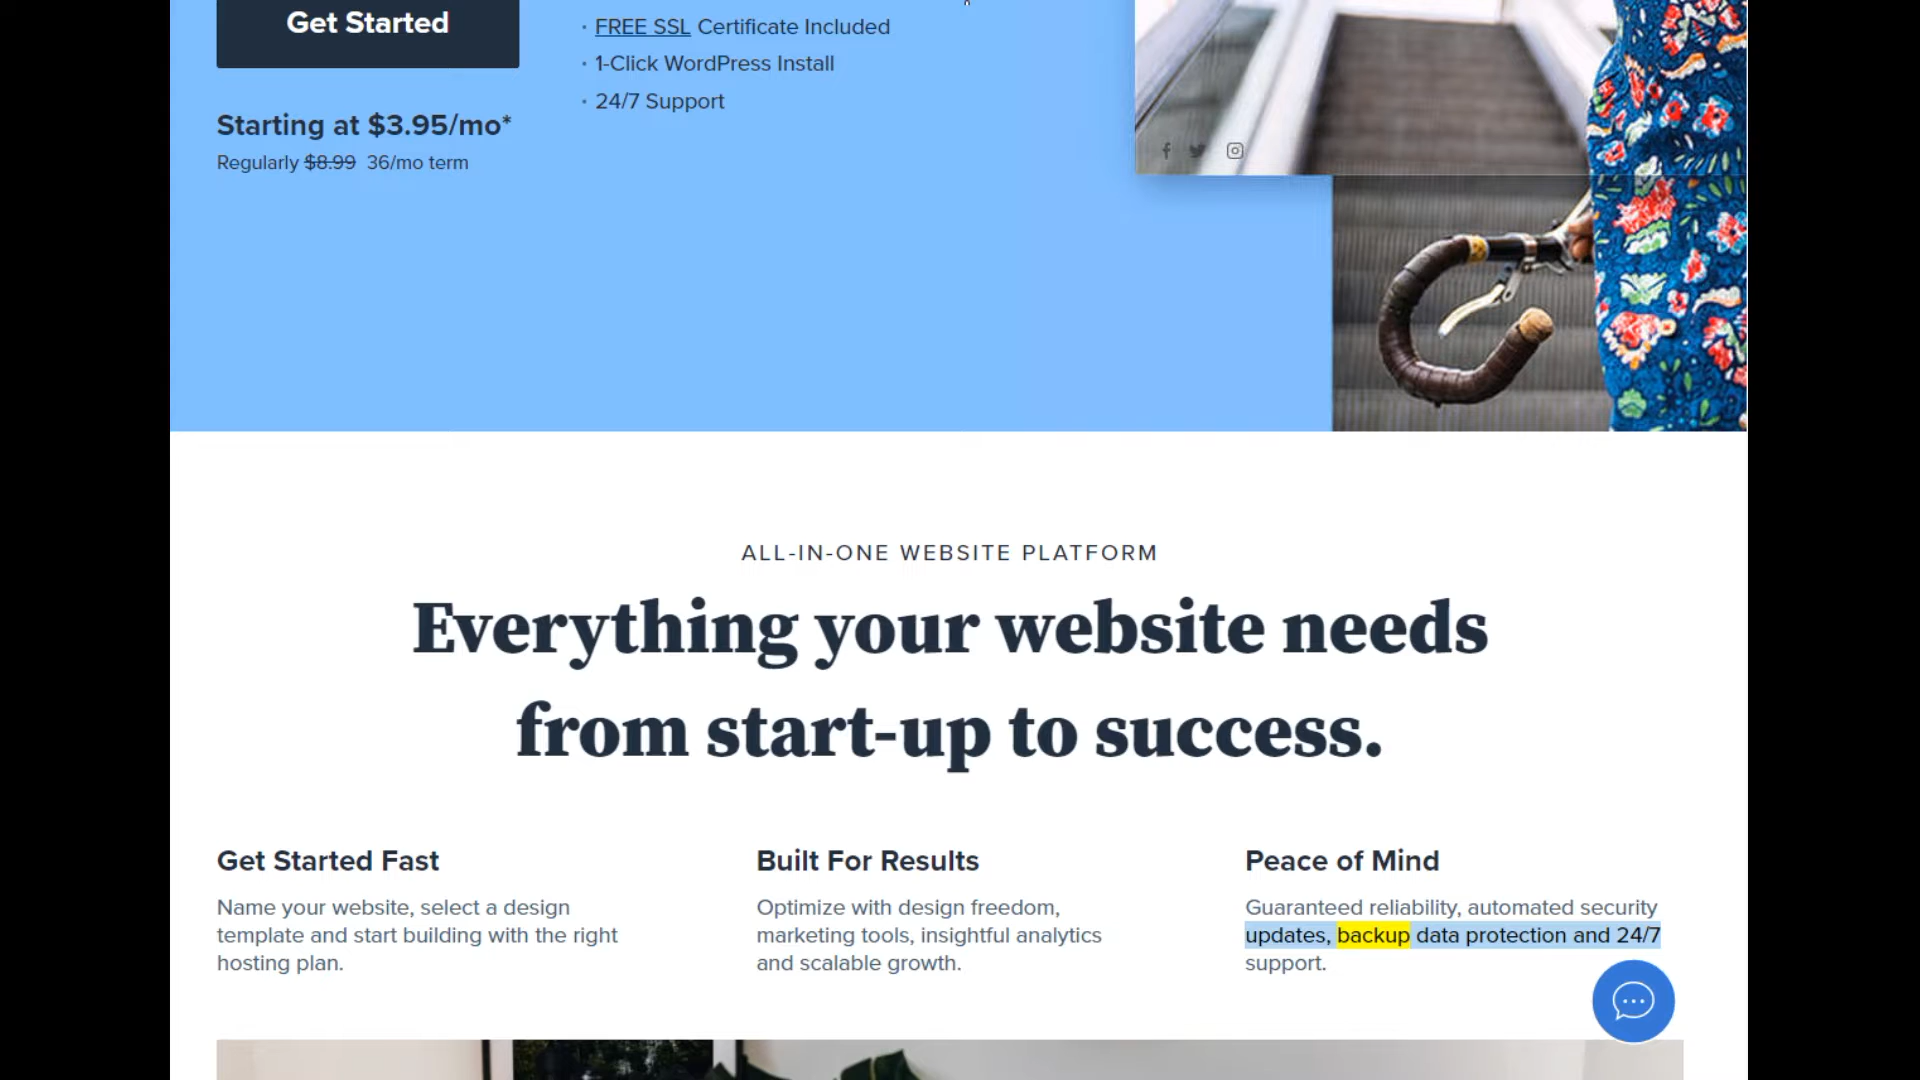 Get Started
Starting at $3.95/mo*
Regularly $8.99 36/mo term
· FREE SSL Certificate Included
· 1-Click WordPress Install
· 24/7 Support
ALL-IN-ONE WEBSITE PLATFORM
Everything your website needs
from start-up to success.
Get Started Fast
Name your website, select a design
template and start building with the right
hosting plan.
Built For Results
Optimize with design freedom,
marketing tools, insightful analytics
and scalable growth.
Peace of Mind
Guaranteed reliability, automated security
updates, backup data protection and 24/7
support.